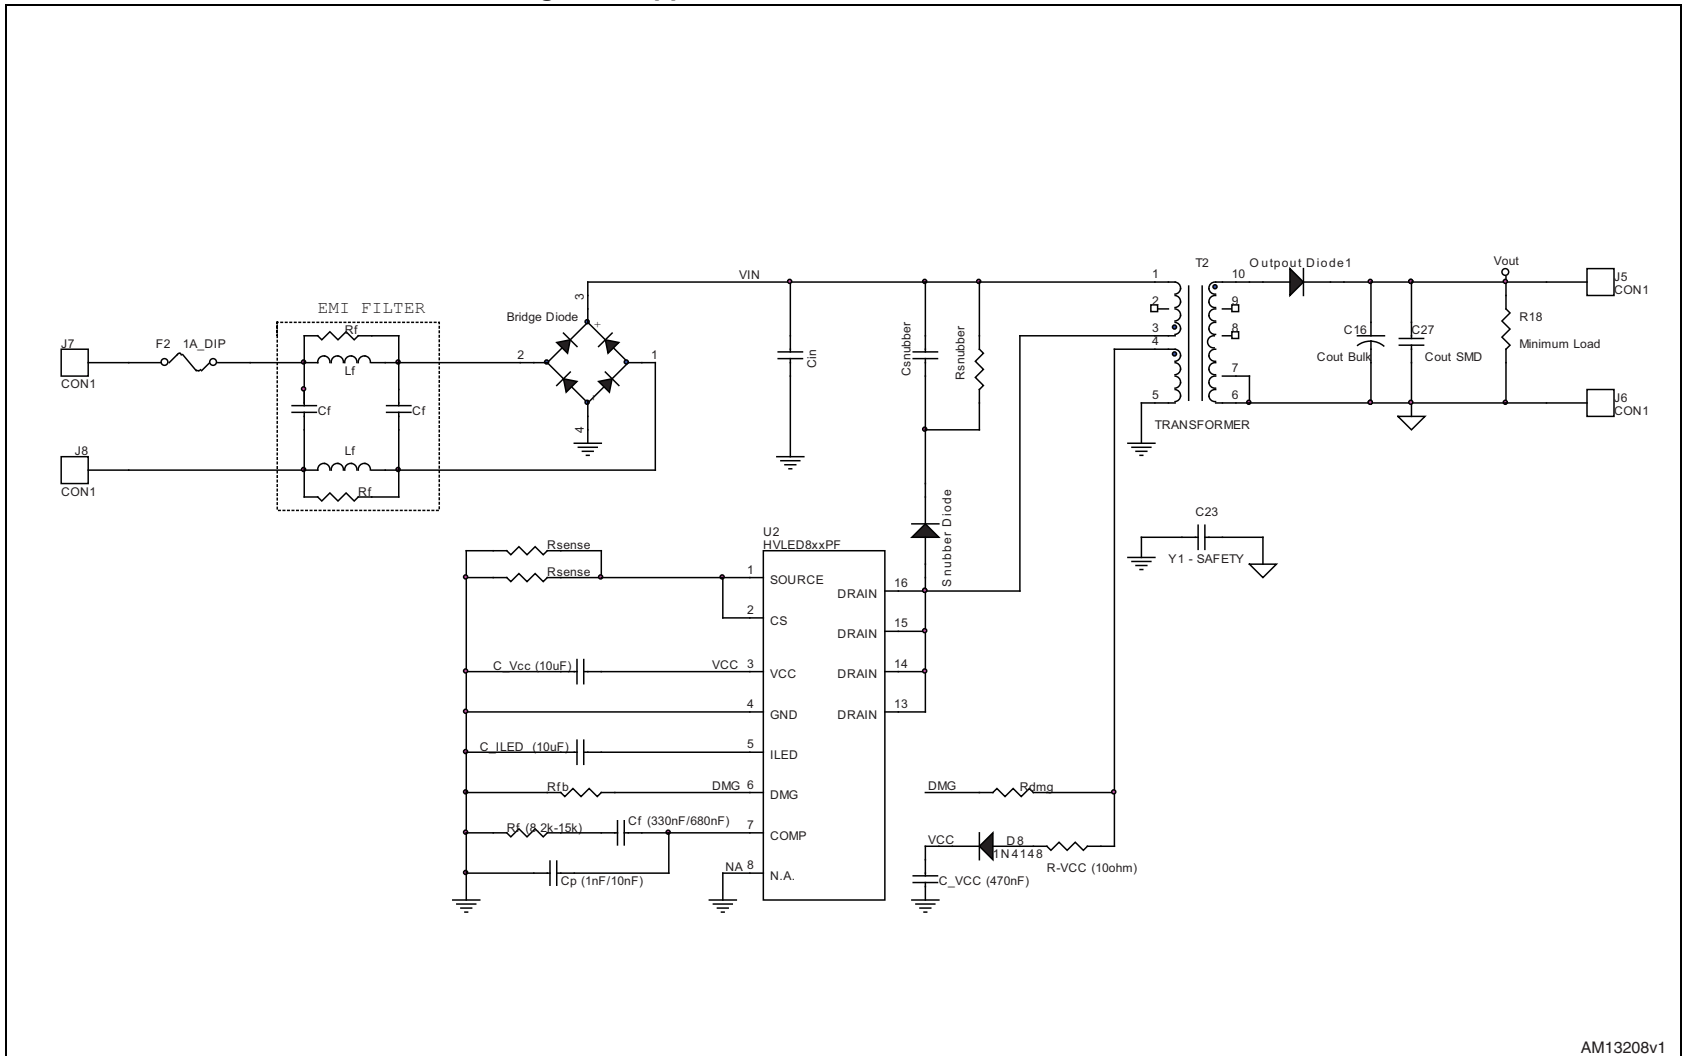 VIN
T2
1
10
Outpout Diode1
Vout
J5
CON1
2
9
3
8
4
7
5
6
TRANSFORMER
EMI FILTER
Rf
Lf
Cf
Cf
Lf
Rf
J7
CON1
F2 1A_DIP
J8
CON1
Bridge Diode
3
+
2
1
4
-
Cin
Csnubber
Rsnubber
C16
Cout Bulk
C27
Cout SMD
R18
Minimum Load
J6
CON1
Snubber Diode
C23
Y1 - SAFETY
U2
HVLED8xxPF
Rsense
Rsense
1
SOURCE
2
CS
C_Vcc (10uF)
VCC 3
VCC
4
GND
C_ILED (10uF)
5
ILED
Rfb
DMG 6
DMG
Rf (8.2k-15k)
Cf (330nF/680nF)
7
COMP
Cp (1nF/10nF)
NA 8
N.A.
16
DRAIN
15
DRAIN
14
DRAIN
13
DRAIN
DMG
Rdmg
VCC
D8
1N4148
R-VCC (10ohm)
C_VCC (470nF)
AM13208v1